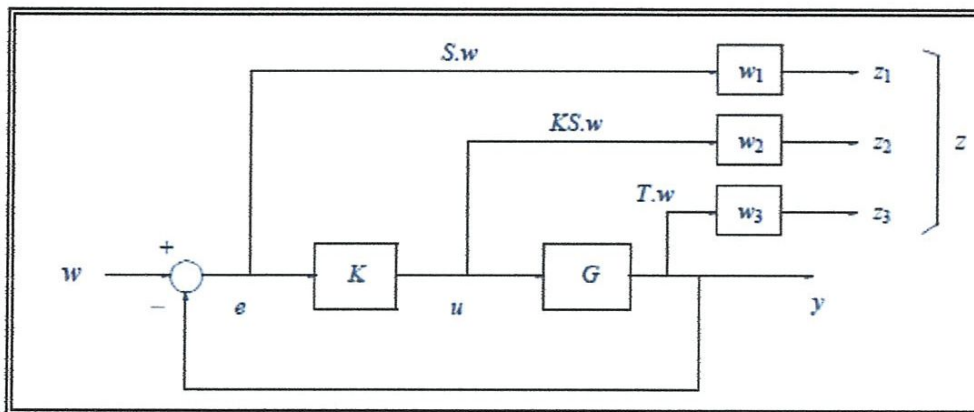 S.w
w₁
z₁
KS.w
w₂
z₂
z
T.w
w₃
z₃
+
w
K
G
−
e
u
y